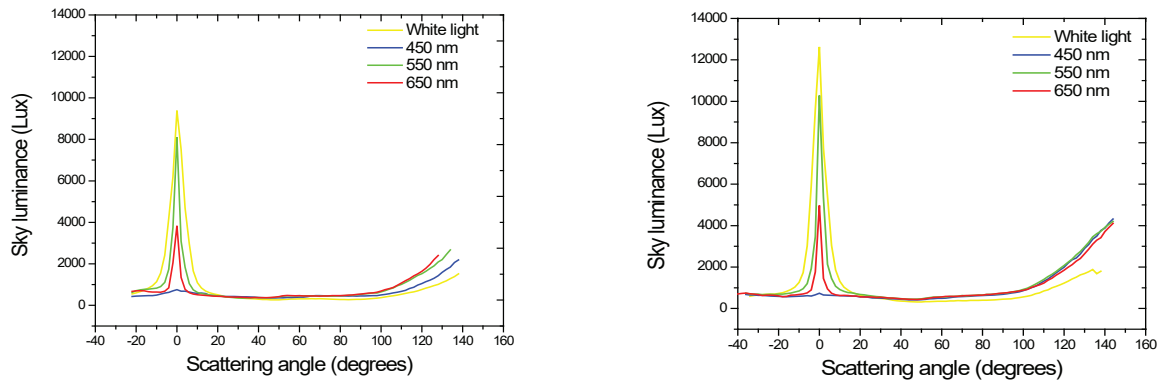 14000
12000
10000
8000
6000
4000
2000
0
-40 -20 0 20 40 60 80 100 120 140 160
Sky luminance (Lux)
Scattering angle (degrees)
White light
450 nm
550 nm
650 nm
14000
12000
10000
8000
6000
4000
2000
0
-40 -20 0 20 40 60 80 100 120 140 160
Sky luminance (Lux)
Scattering angle (degrees)
White light
450 nm
550 nm
650 nm